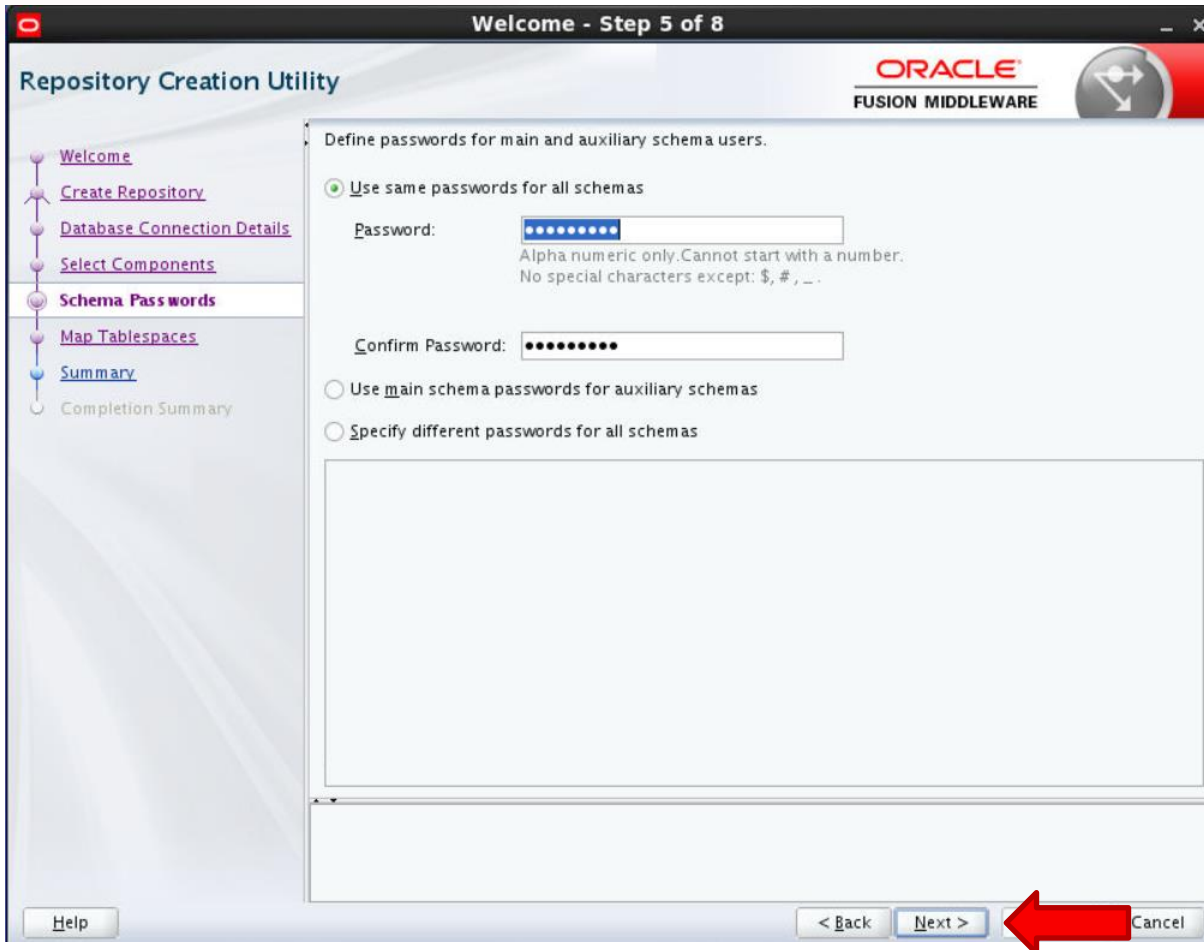 Welcome - Step 5 of 8
Repository Creation Utility
ORACLE
FUSION MIDDLEWARE
Welcome
Create Repository
Database Connection Details
Select Components
Schema Passwords
Map Tablespaces
Summary
Completion Summary
Define passwords for main and auxiliary schema users.
Use same passwords for all schemas
Password: •••••••••
Alpha numeric only.Cannot start with a number.
No special characters except: $, # , _ .
Confirm Password: •••••••••
Use main schema passwords for auxiliary schemas
Specify different passwords for all schemas
Help
< Back
Next >
Cancel